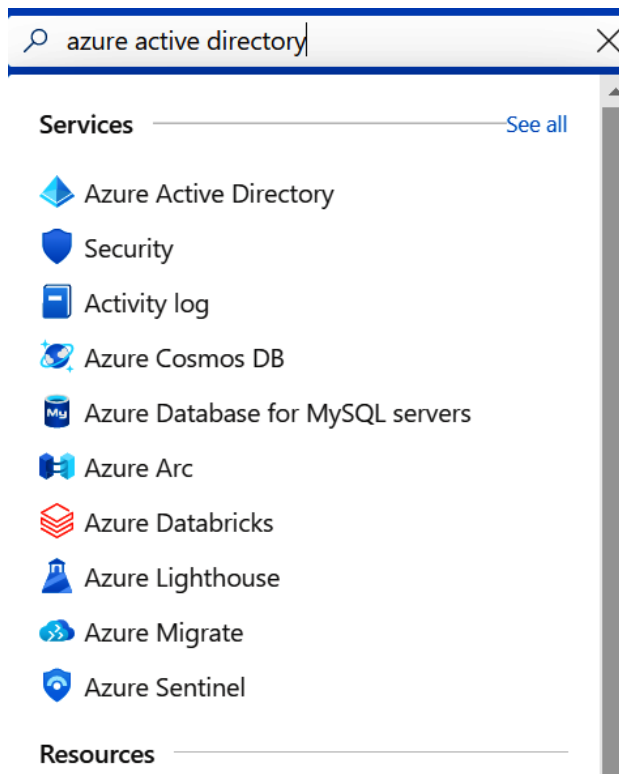 azure active directory
Services See all
Azure Active Directory
Security
Activity log
Azure Cosmos DB
My Azure Database for MySQL servers
Azure Arc
Azure Databricks
Azure Lighthouse
Azure Migrate
Azure Sentinel
Resources